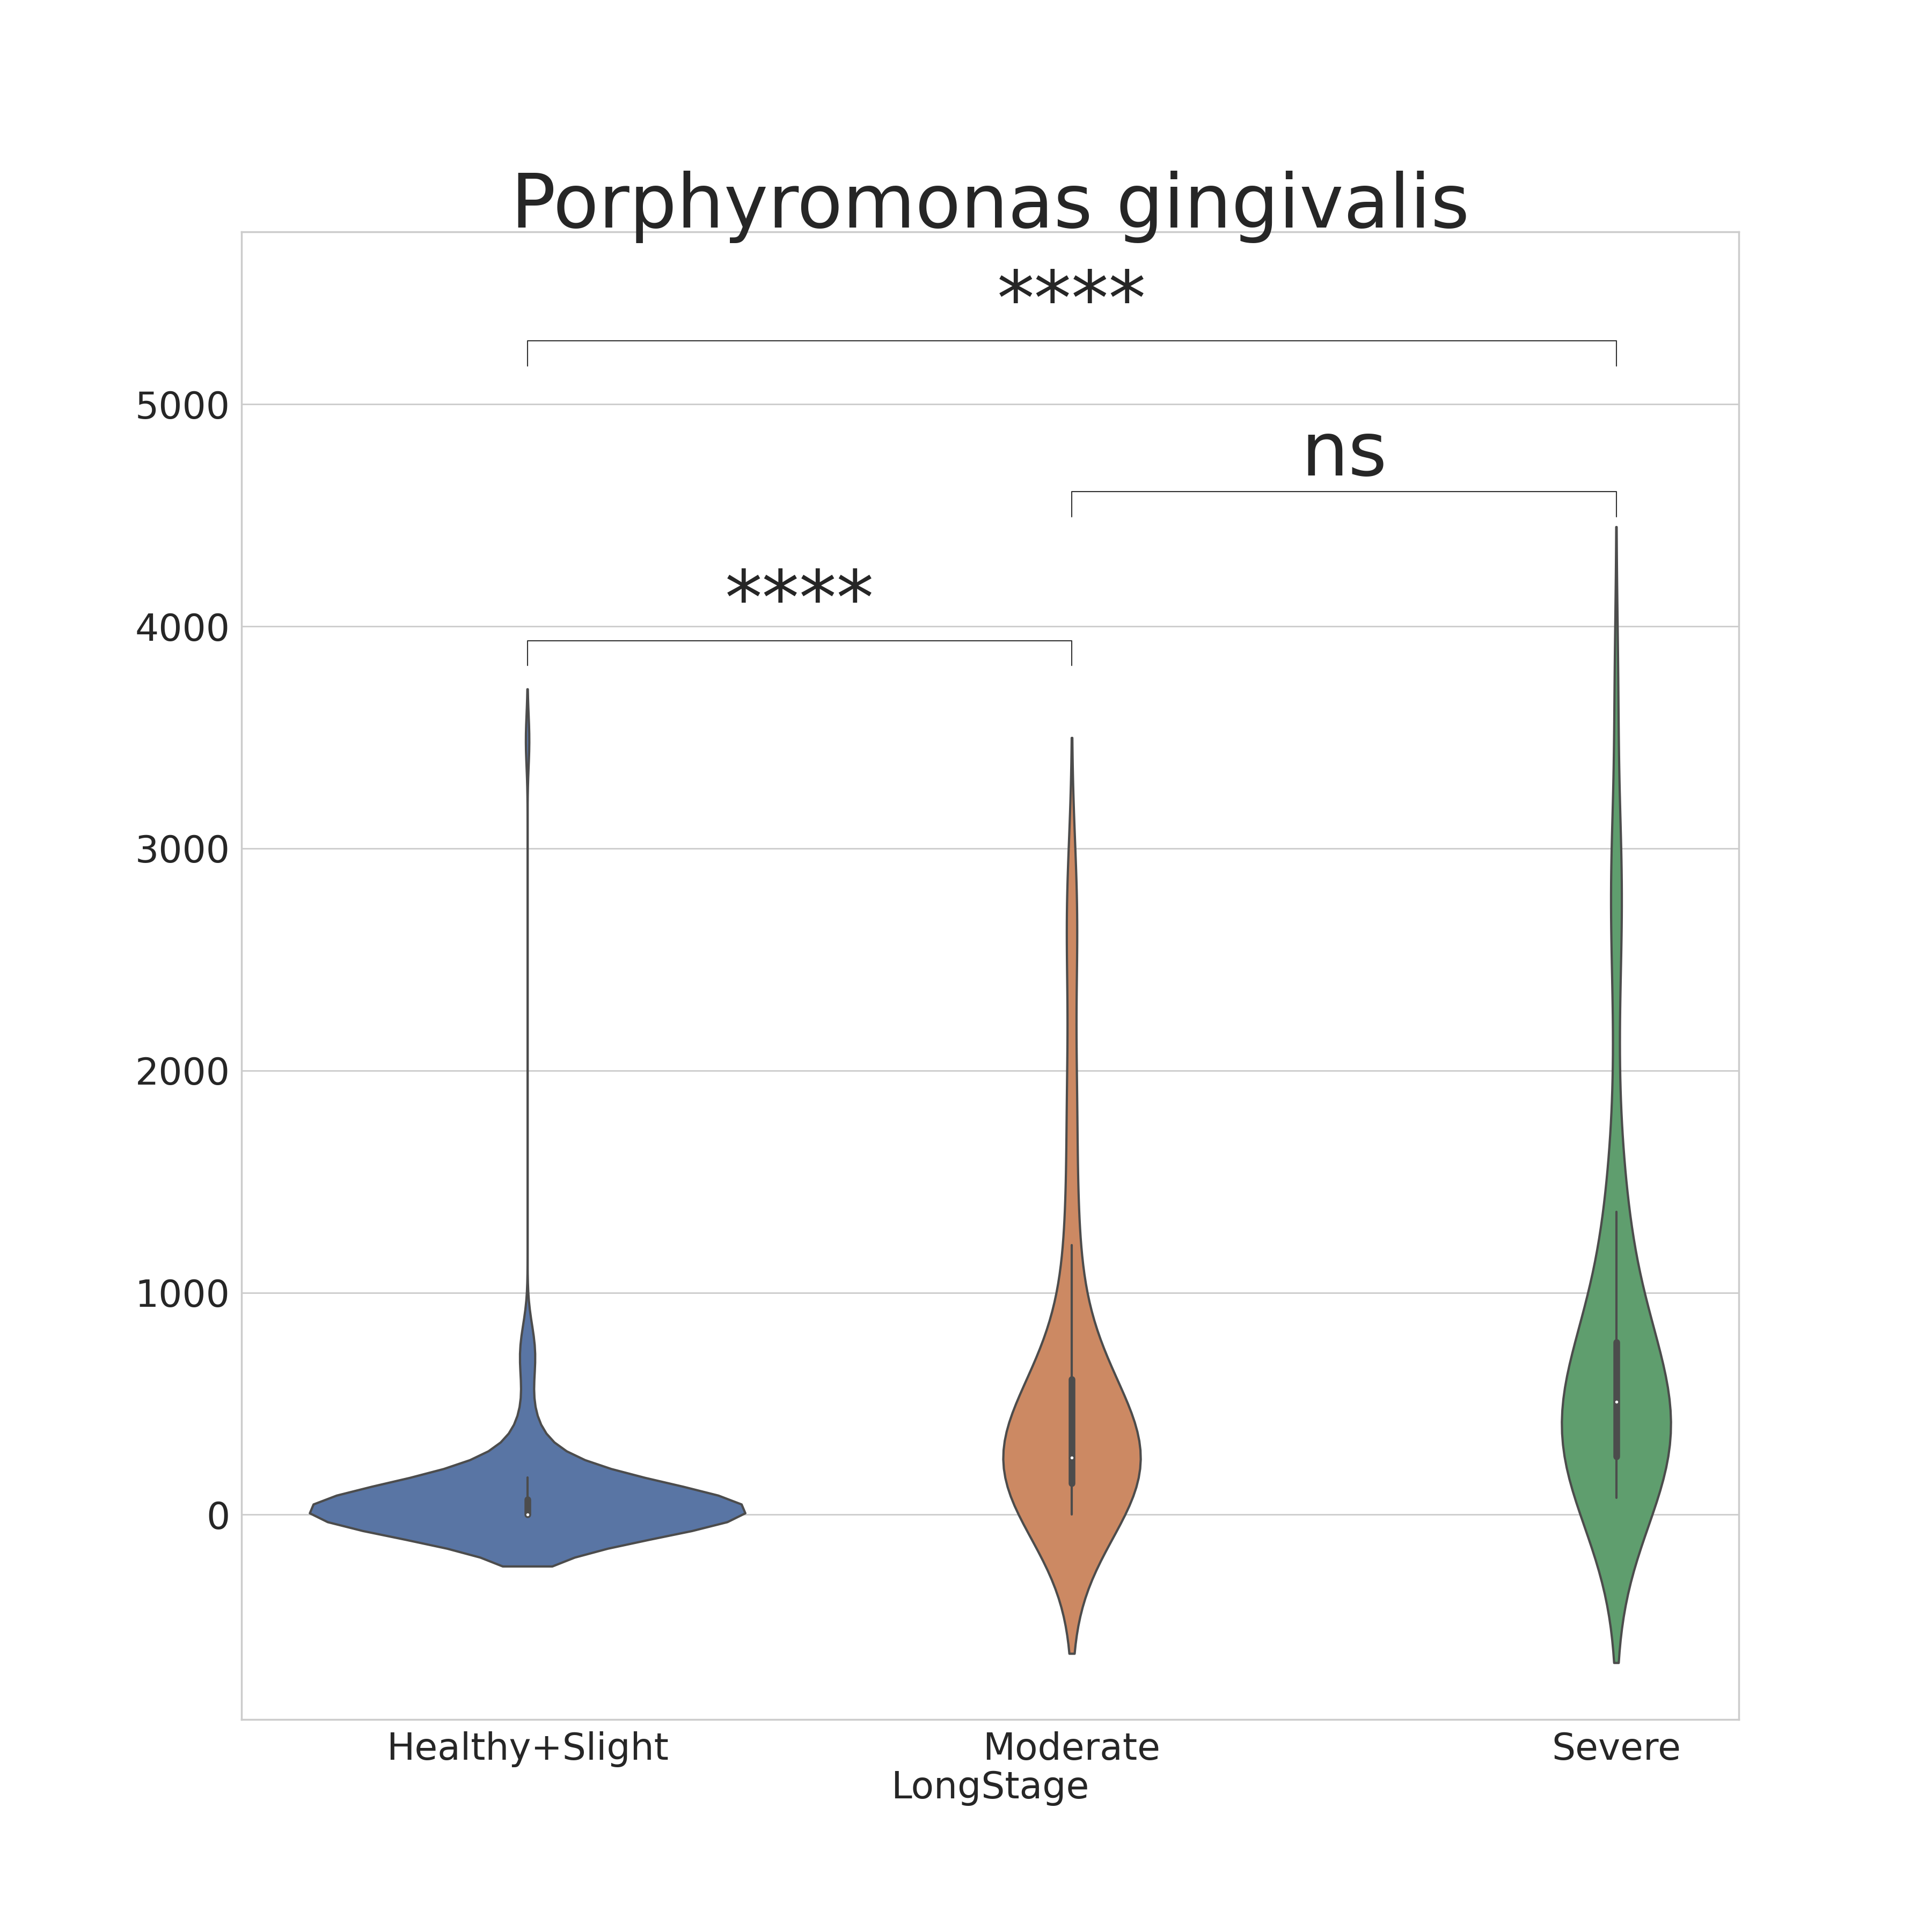 Porphyromonas gingivalis
****
5000
ns
****
4000
3000
2000
1000
0
Healthy+Slight Moderate Severe
LongStage